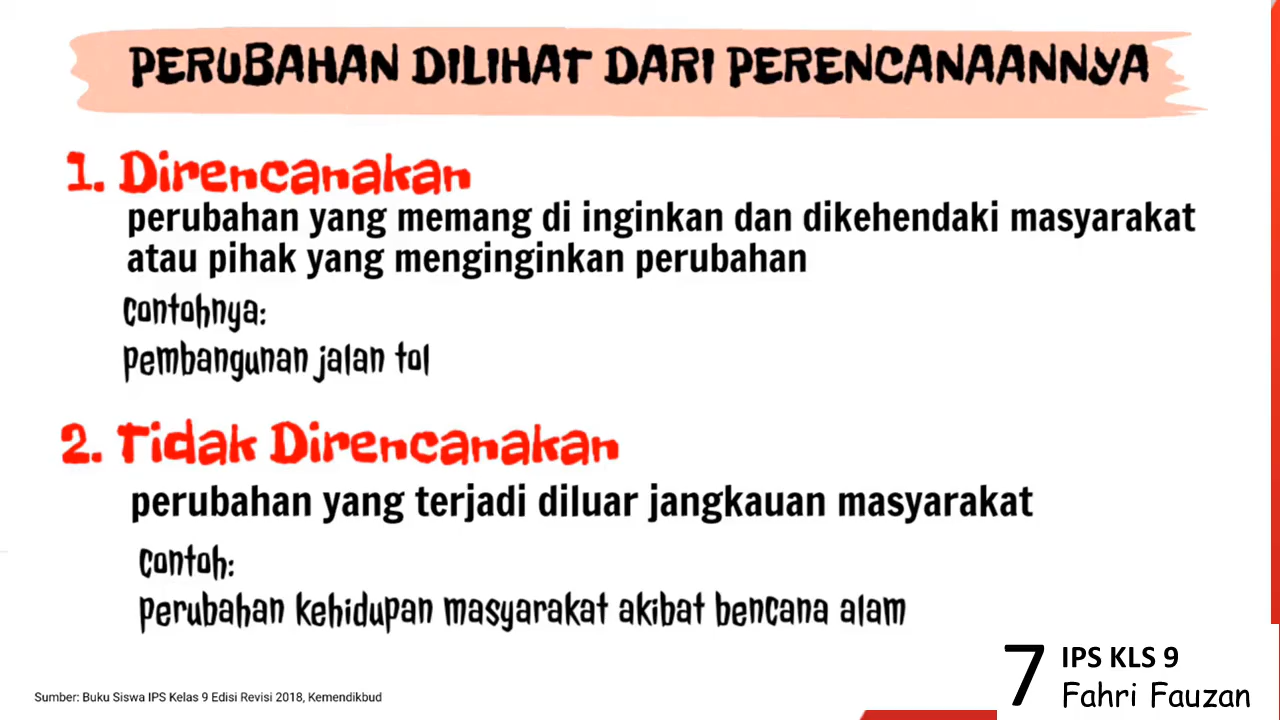 PERUBAHAN DILIHAT DARI PERENCANAANNYA
1. Direncanakan
perubahan yang memang di inginkan dan dikehendaki masyarakat
atau pihak yang menginginkan perubahan
contohnya:
pembangunan jalan tol
2. Tidak Direncanakan
perubahan yang terjadi diluar jangkauan masyarakat
contoh:
perubahan kehidupan masyarakat akibat bencana alam
Sumber: Buku Siswa IPS Kelas 9 Edisi Revisi 2018, Kemendikbud
7
IPS KLS 9
Fahri Fauzan